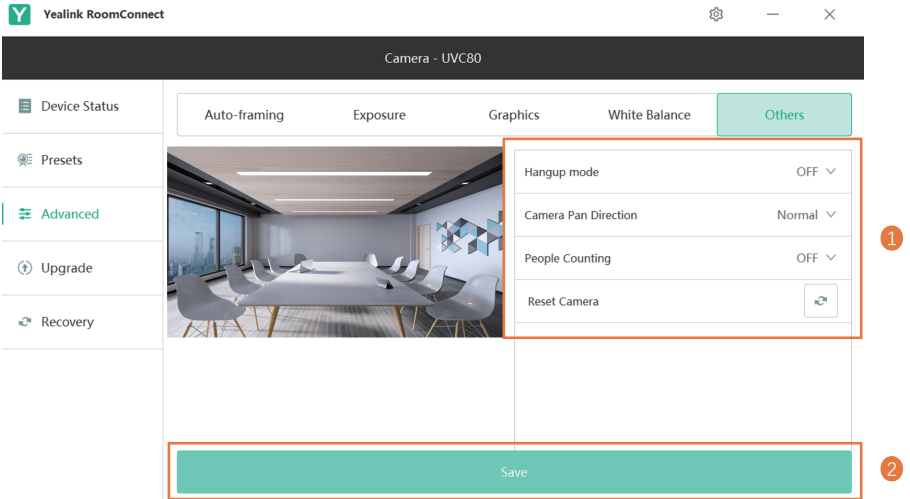 Y Yealink RoomConnect
Camera - UVC80
Device Status
Presets
Advanced
Upgrade
Recovery
Auto-framing Exposure Graphics White Balance Others
Hangup mode OFF
Camera Pan Direction Normal
People Counting OFF
Reset Camera
1
Save
2